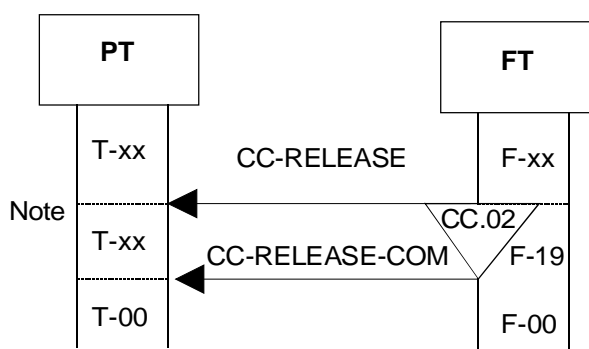 PT
FT
T-xx
CC-RELEASE
F-xx
Note
CC.02
T-xx
CC-RELEASE-COM
F-19
T-00
F-00